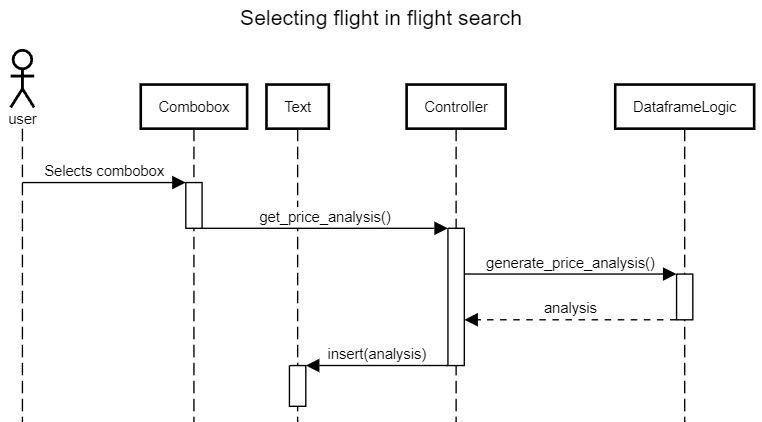 Selecting flight in flight search
user
Combobox
Text
Controller
DataframeLogic
Selects combobox
get_price_analysis()
generate_price_analysis()
analysis
insert(analysis)